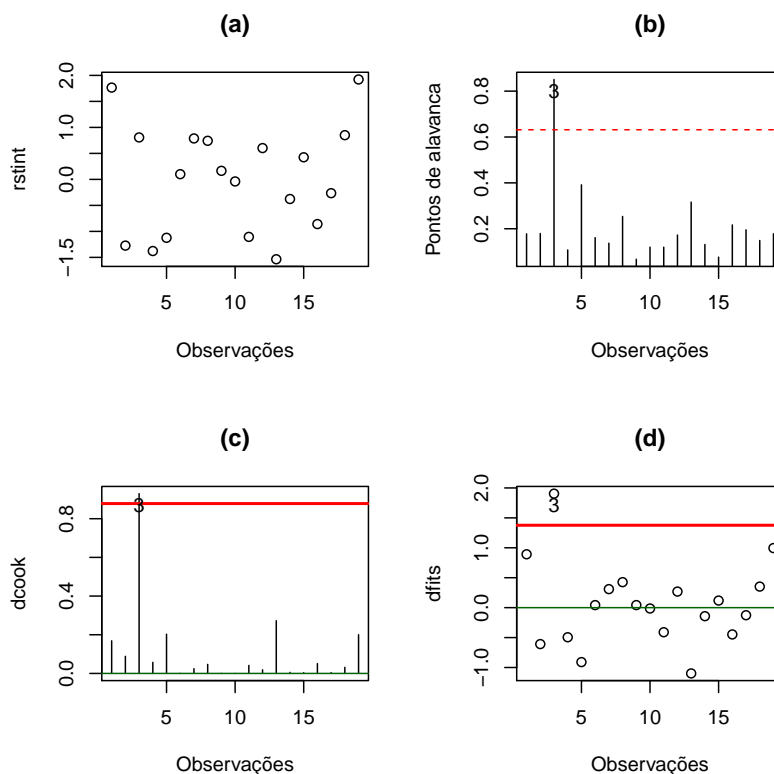 (a)
rstint
2.0
1.0
0.0
−1.5
5
10
15
Observações
(b)
Pontos de alavanca
0.8
0.6
0.4
0.2
3
5
10
15
Observações
(c)
dcook
0.8
0.4
0.0
3
5
10
15
Observações
(d)
dfits
2.0
1.0
0.0
−1.0
3
5
10
15
Observações